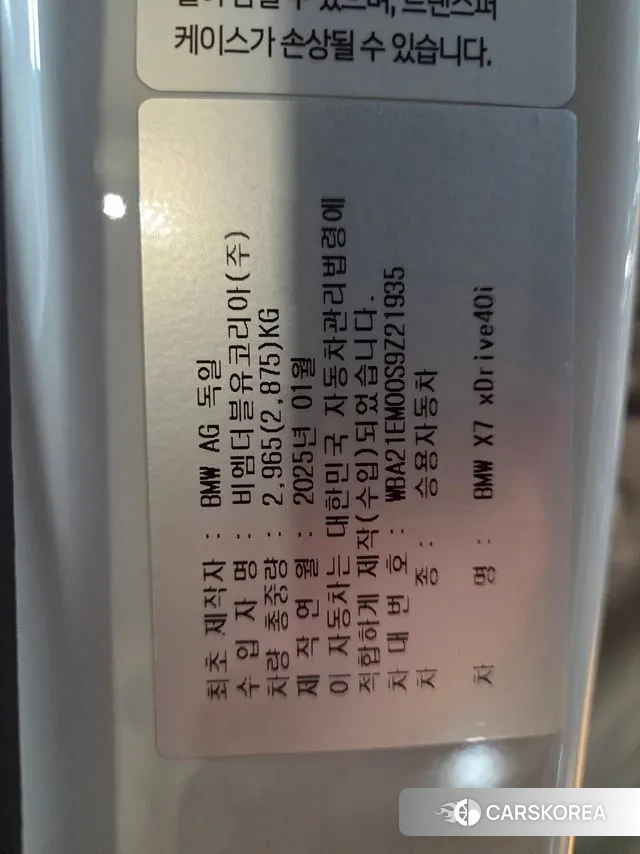 케이스가 손상될 수 있습니다.
최초 제작자 : BMW AG 독일
수 입 자 명 : 비엠더블유코리아(주)
차량 총중량 : 2,965(2,875)KG
제 작 연 월 : 2025년 01월
이 자동차는 대한민국 자동차관리법령에
적합하게 제작(수입)되었습니다.
차 대 번 호 : WBA21EM00S9Z21935
차 종 : 승용자동차
차 명 : BMW X7 xDrive40i
CARSKOREA